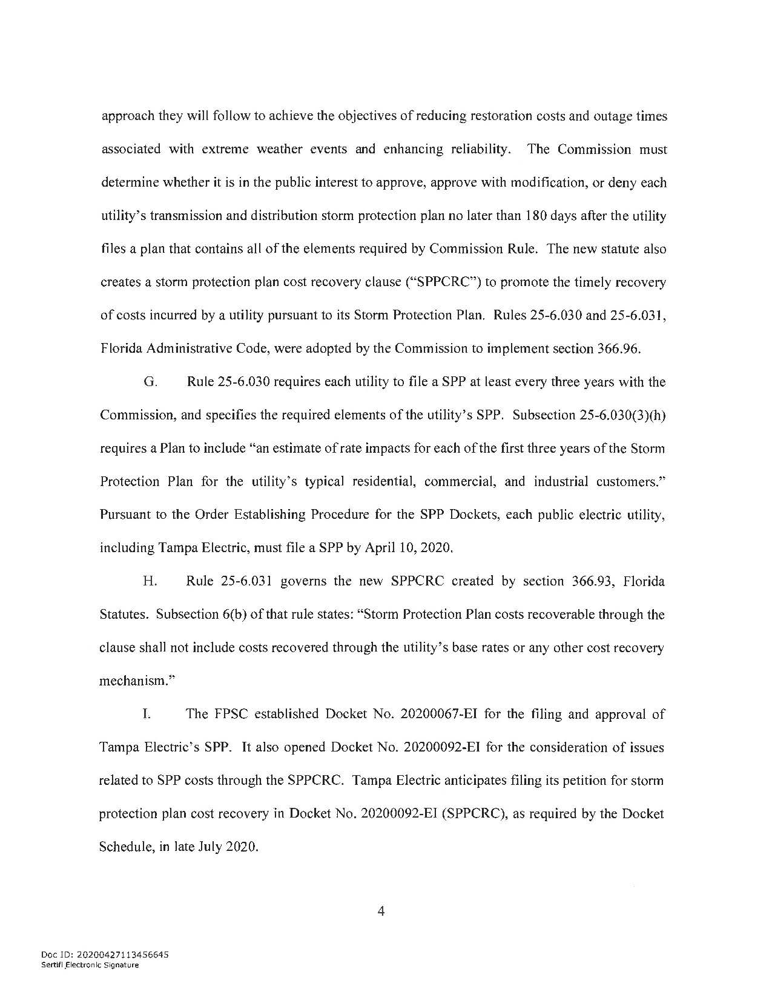 approach they will follow to achieve the objectives of reducing restoration costs and outage times
associated with extreme weather events and enhancing reliability. The Commission must
determine whether it is in the public interest to approve, approve with modification, or deny each
utility’s transmission and distribution storm protection plan no later than 180 days after the utility
files a plan that contains all of the elements required by Commission Rule. The new statute also
creates a storm protection plan cost recovery clause (“SPPCRC”) to promote the timely recovery
of costs incurred by a utility pursuant to its Storm Protection Plan. Rules 25-6.030 and 25-6.031,
Florida Administrative Code, were adopted by the Commission to implement section 366.96.
G. Rule 25-6.030 requires each utility to file a SPP at least every three years with the
Commission, and specifies the required elements of the utility’s SPP. Subsection 25-6.030(3)(h)
requires a Plan to include “an estimate of rate impacts for each of the first three years of the Storm
Protection Plan for the utility’s typical residential, commercial, and industrial customers.”
Pursuant to the Order Establishing Procedure for the SPP Dockets, each public electric utility,
including Tampa Electric, must file a SPP by April 10, 2020.
H. Rule 25-6.031 governs the new SPPCRC created by section 366.93, Florida
Statutes. Subsection 6(b) of that rule states: “Storm Protection Plan costs recoverable through the
clause shall not include costs recovered through the utility’s base rates or any other cost recovery
mechanism.”
I. The FPSC established Docket No. 20200067-EI for the filing and approval of
Tampa Electric’s SPP. It also opened Docket No. 20200092-EI for the consideration of issues
related to SPP costs through the SPPCRC. Tampa Electric anticipates filing its petition for storm
protection plan cost recovery in Docket No. 20200092-EI (SPPCRC), as required by the Docket
Schedule, in late July 2020.
4
Doc ID: 20200427113456645
Sertifi Electronic Signature